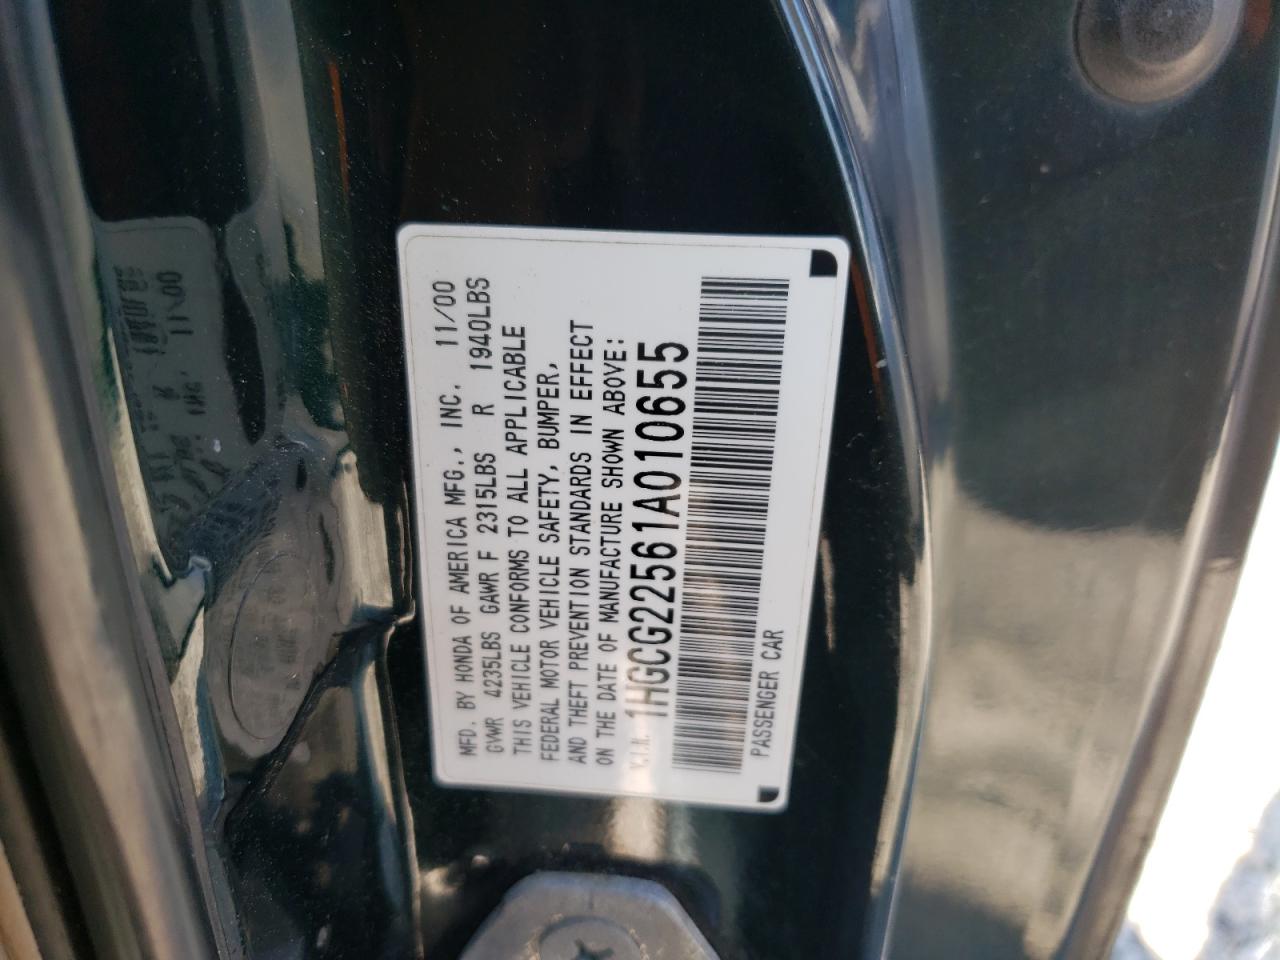 MFD. BY HONDA OF AMERICA MFG., INC. 11/00
GVWR 4235LBS GAWR F 2315LBS R 1940LBS
THIS VEHICLE CONFORMS TO ALL APPLICABLE
FEDERAL MOTOR VEHICLE SAFETY, BUMPER,
AND THEFT PREVENTION STANDARDS IN EFFECT
ON THE DATE OF MANUFACTURE SHOWN ABOVE:
V.I.N. 1HGCG22561A010655
PASSENGER CAR